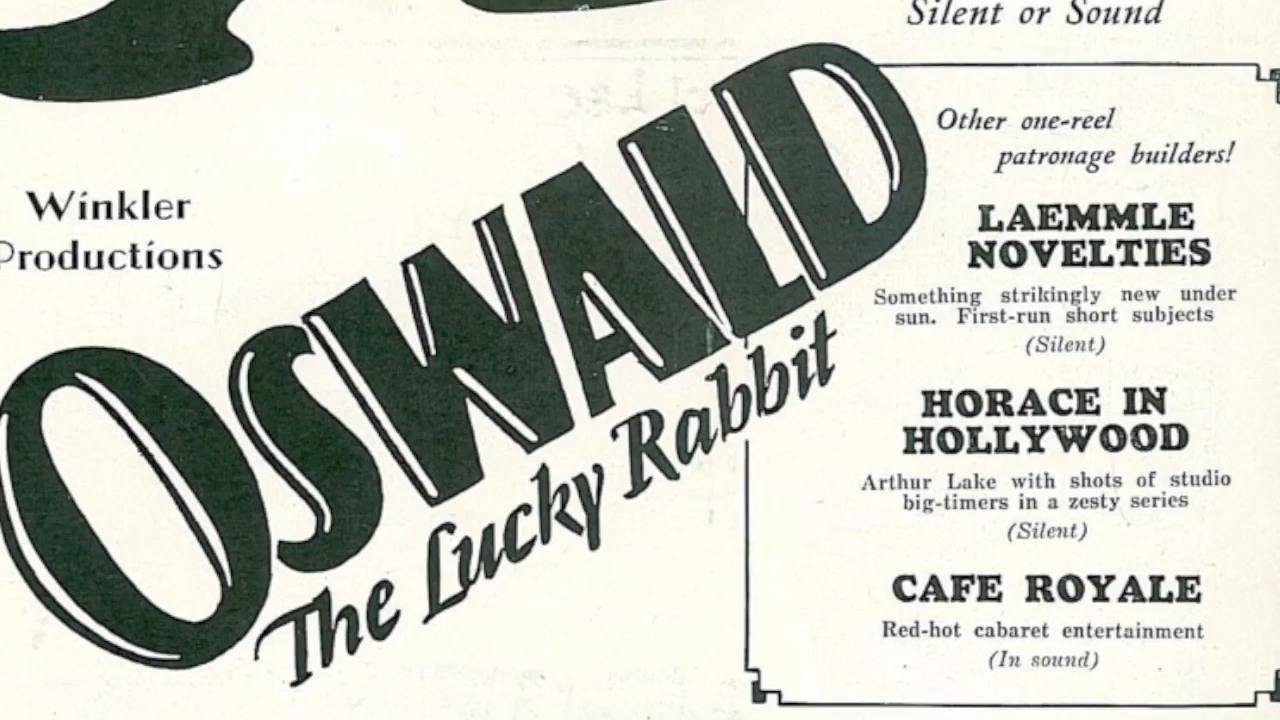 Silent or Sound
Winkler
Productions
OSWALD
The Lucky Rabbit
Other one-reel
patronage builders!
LAEMMLE
NOVELTIES
Something strikingly new under
sun. First-run short subjects
(Silent)
HORACE IN
HOLLYWOOD
Arthur Lake with shots of studio
big-timers in a zesty series
(Silent)
CAFE ROYALE
Red-hot cabaret entertainment
(In sound)